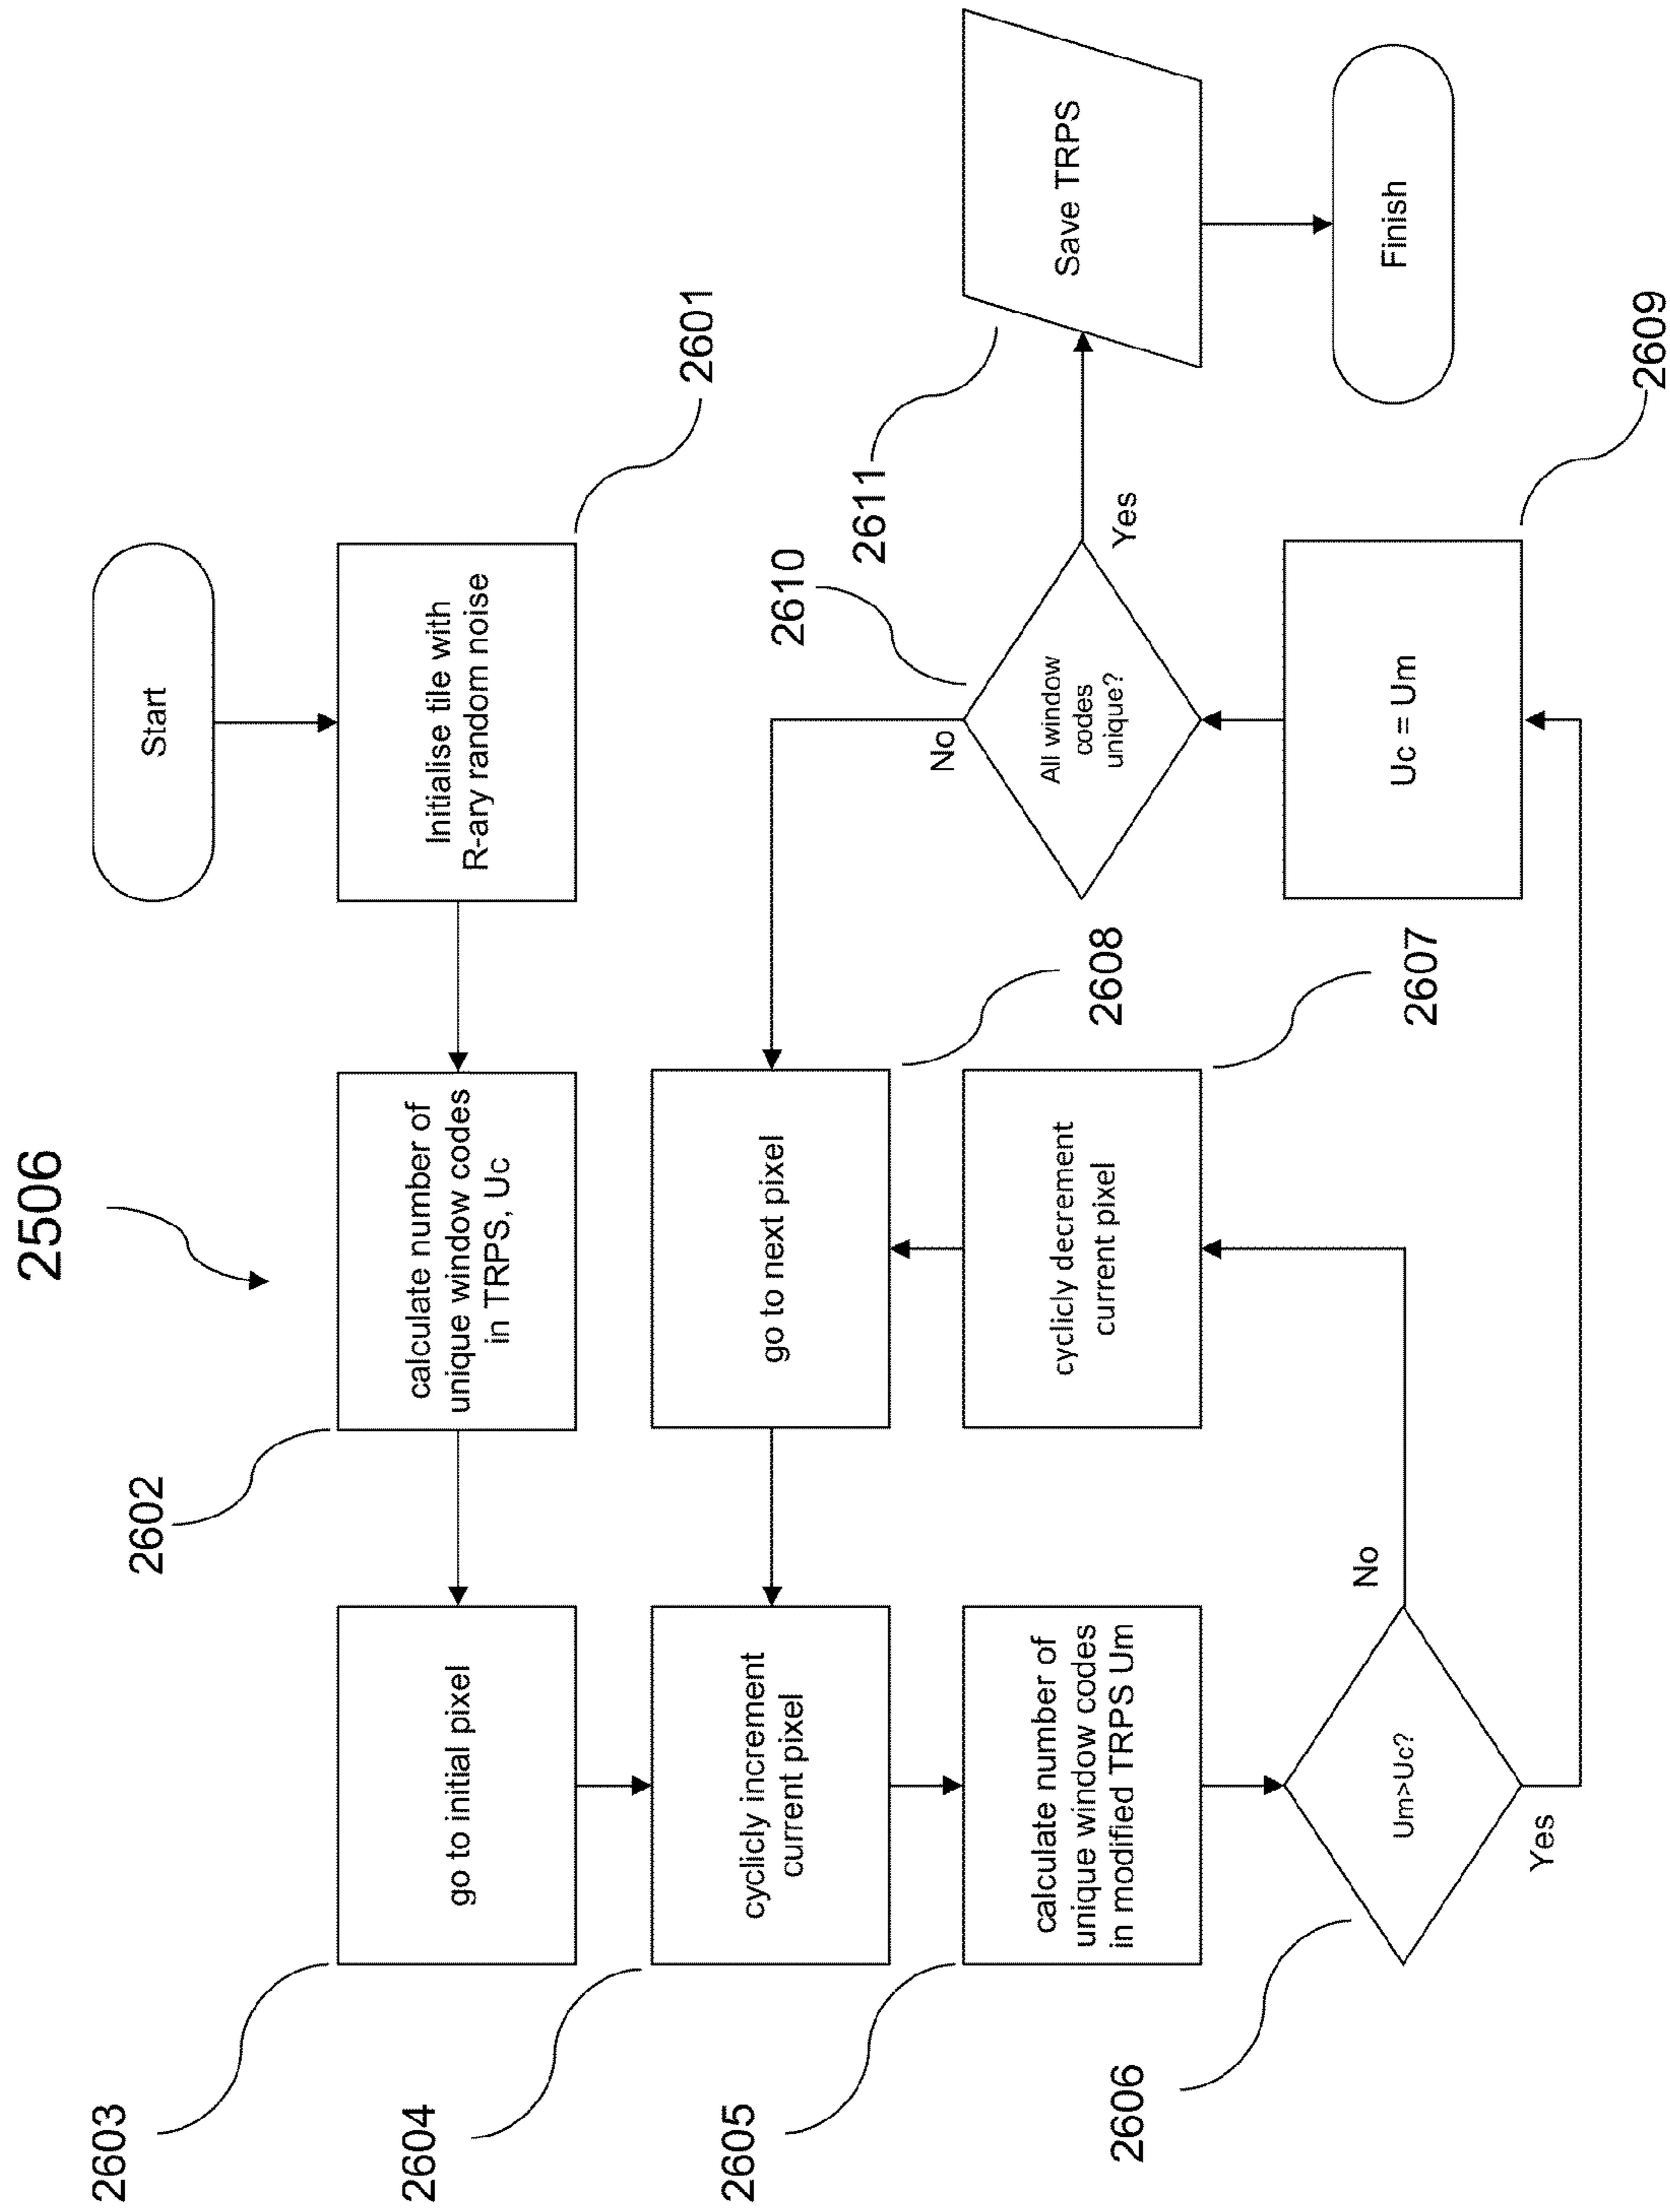 2506
Start
Initialise tile with
R-ary random noise
2601
calculate number of
unique window codes
in TRPS, Uc
2602
go to initial pixel
2603
cyclicly increment
current pixel
2604
calculate number of
unique window codes
in modified TRPS Um
2605
Um>Uc?
2606
No
Yes
cyclicly decrement
current pixel
2607
go to next pixel
2608
Uc = Um
2609
All window
codes
unique?
2610
No
Yes
Save TRPS
2611
Finish